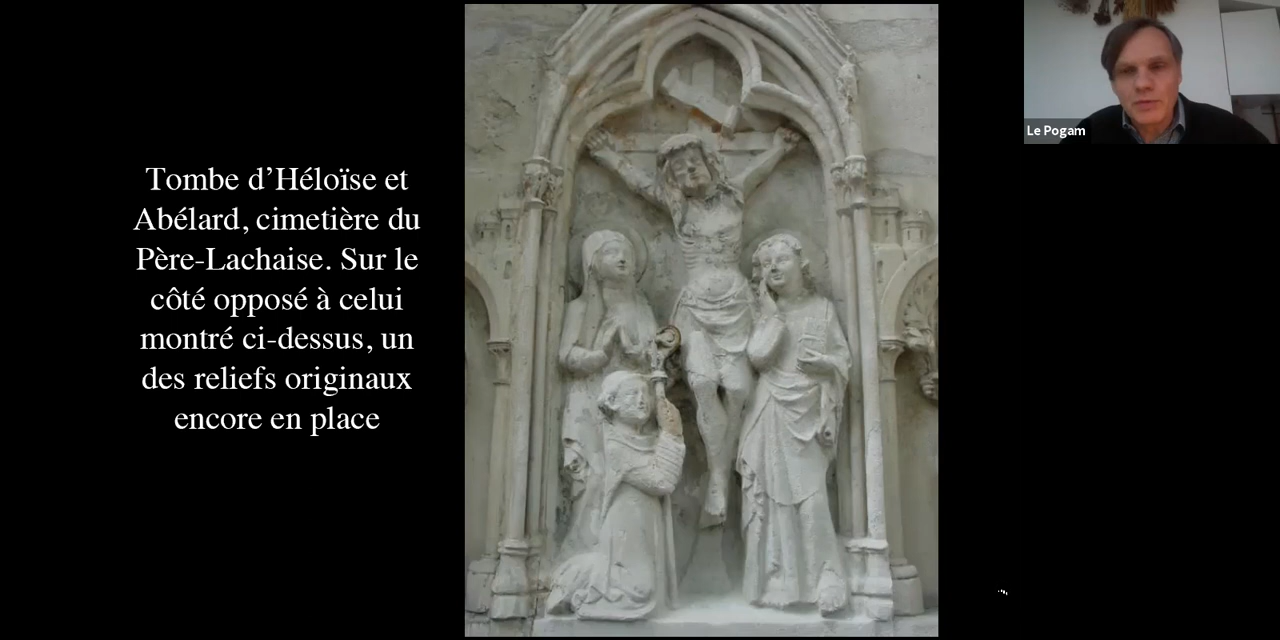 Tombe d’Héloïse et
Abélard, cimetière du
Père-Lachaise. Sur le
côté opposé à celui
montré ci-dessus, un
des reliefs originaux
encore en place
Le Pogam